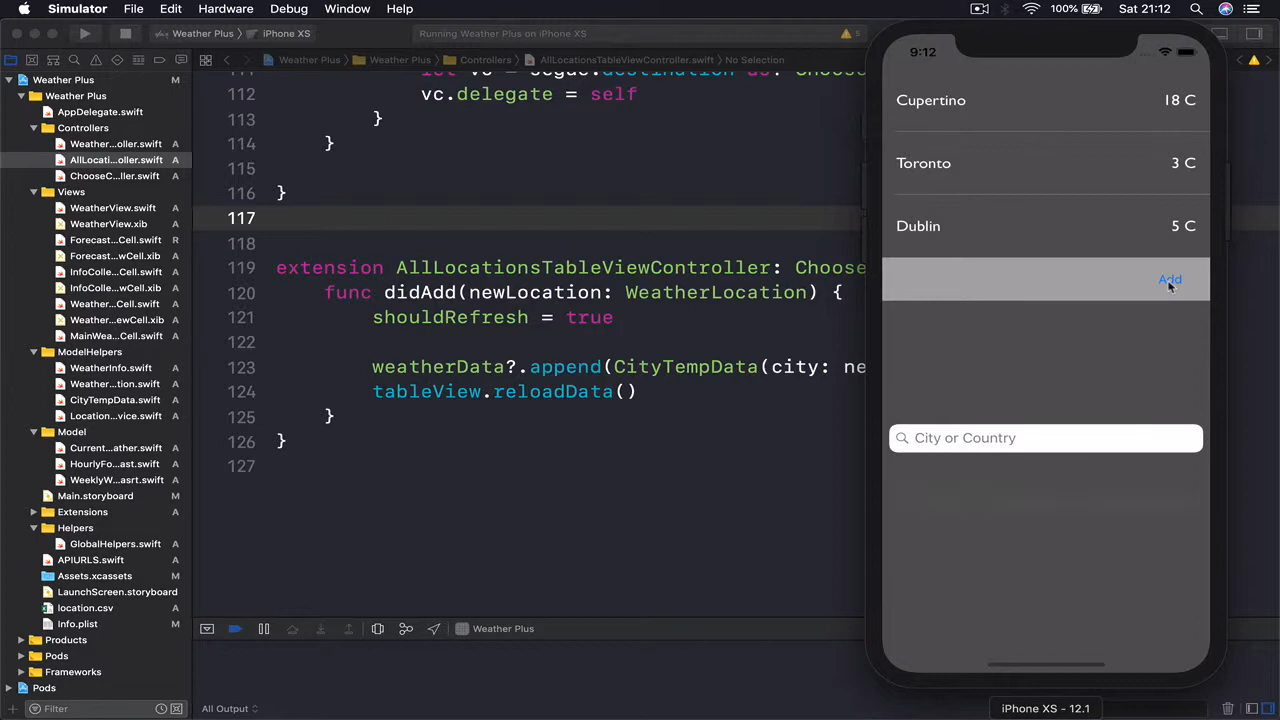 Simulator File Edit Hardware Debug Window Help 100% Sat 21:12
Weather Plus iPhone XS Running Weather Plus on iPhone XS 5
Weather Plus Weather Plus Controllers AllLocationsTableViewController.swift No Selection
Weather Plus M
Weather Plus
AppDelegate.swift A
Controllers
Weather...oller.swift A
AllLocati...oller.swift A
ChooseC...ller.swift A
Views
WeatherView.swift A
WeatherView.xib A
Forecast...Cell.swift R
Forecast...wCell.xib A
InfoColle...Cell.swift A
InfoColle...wCell.xib A
Weather...Cell.swift A
Weather...ewCell.xib A
MainWea...Cell.swift A
ModelHelpers
WeatherInfo.swift A
Weather...tion.swift A
CityTempData.swift A
Location...vice.swift A
Model
Current...ather.swift A
HourlyFo...ast.swift A
WeeklyW...asrt.swift A
Main.storyboard M
Extensions A
Helpers
GlobalHelpers.swift A
APIURLS.swift A
Assets.xcassets M
LaunchScreen.storyboard
location.csv A
Info.plist M
Products
Pods
Frameworks
Pods
Filter
112 vc.delegate = self
113 }
114 }
115
116 }
117
118
119 extension AllLocationsTableViewController: Choose
120 func didAdd(newLocation: WeatherLocation) {
121 shouldRefresh = true
122
123 weatherData?.append(CityTempData(city: ne
124 tableView.reloadData()
125 }
126 }
127
Weather Plus
All Output
9:12
Cupertino 18 C
Toronto 3 C
Dublin 5 C
Add
City or Country
iPhone XS - 12.1